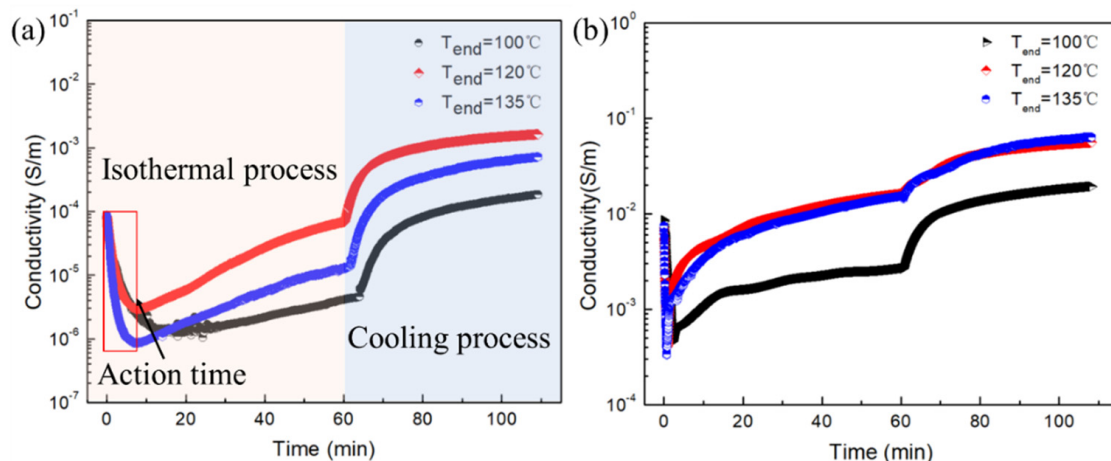 (a)
10⁻¹
10⁻²
10⁻³
10⁻⁴
10⁻⁵
10⁻⁶
10⁻⁷
Conductivity (S/m)
T_end=100℃
T_end=120℃
T_end=135℃
Isothermal process
Cooling process
Action time
0 20 40 60 80 100
Time (min)
(b)
10⁰
10⁻¹
10⁻²
10⁻³
10⁻⁴
Conductivity(S/m)
T_end=100℃
T_end=120℃
T_end=135℃
0 20 40 60 80 100
Time (min)